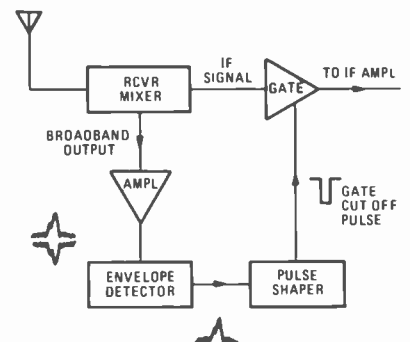 RCVR
MIXER
IF
SIGNAL
GATE
TO IF AMPL
BROADBAND
OUTPUT
AMPL
GATE
CUT OFF
PULSE
ENVELOPE
DETECTOR
PULSE
SHAPER